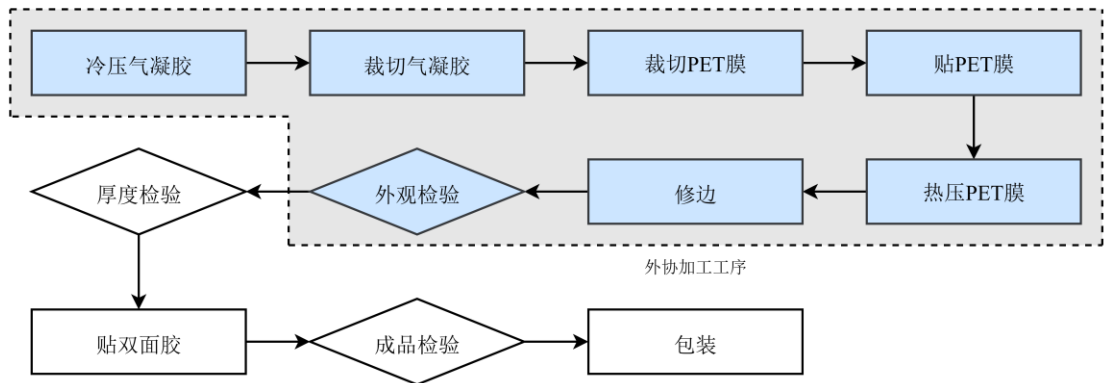 冷压气凝胶
裁切气凝胶
裁切PET膜
贴PET膜
热压PET膜
修边
外观检验
厚度检验
外协加工工序
贴双面胶
成品检验
包装